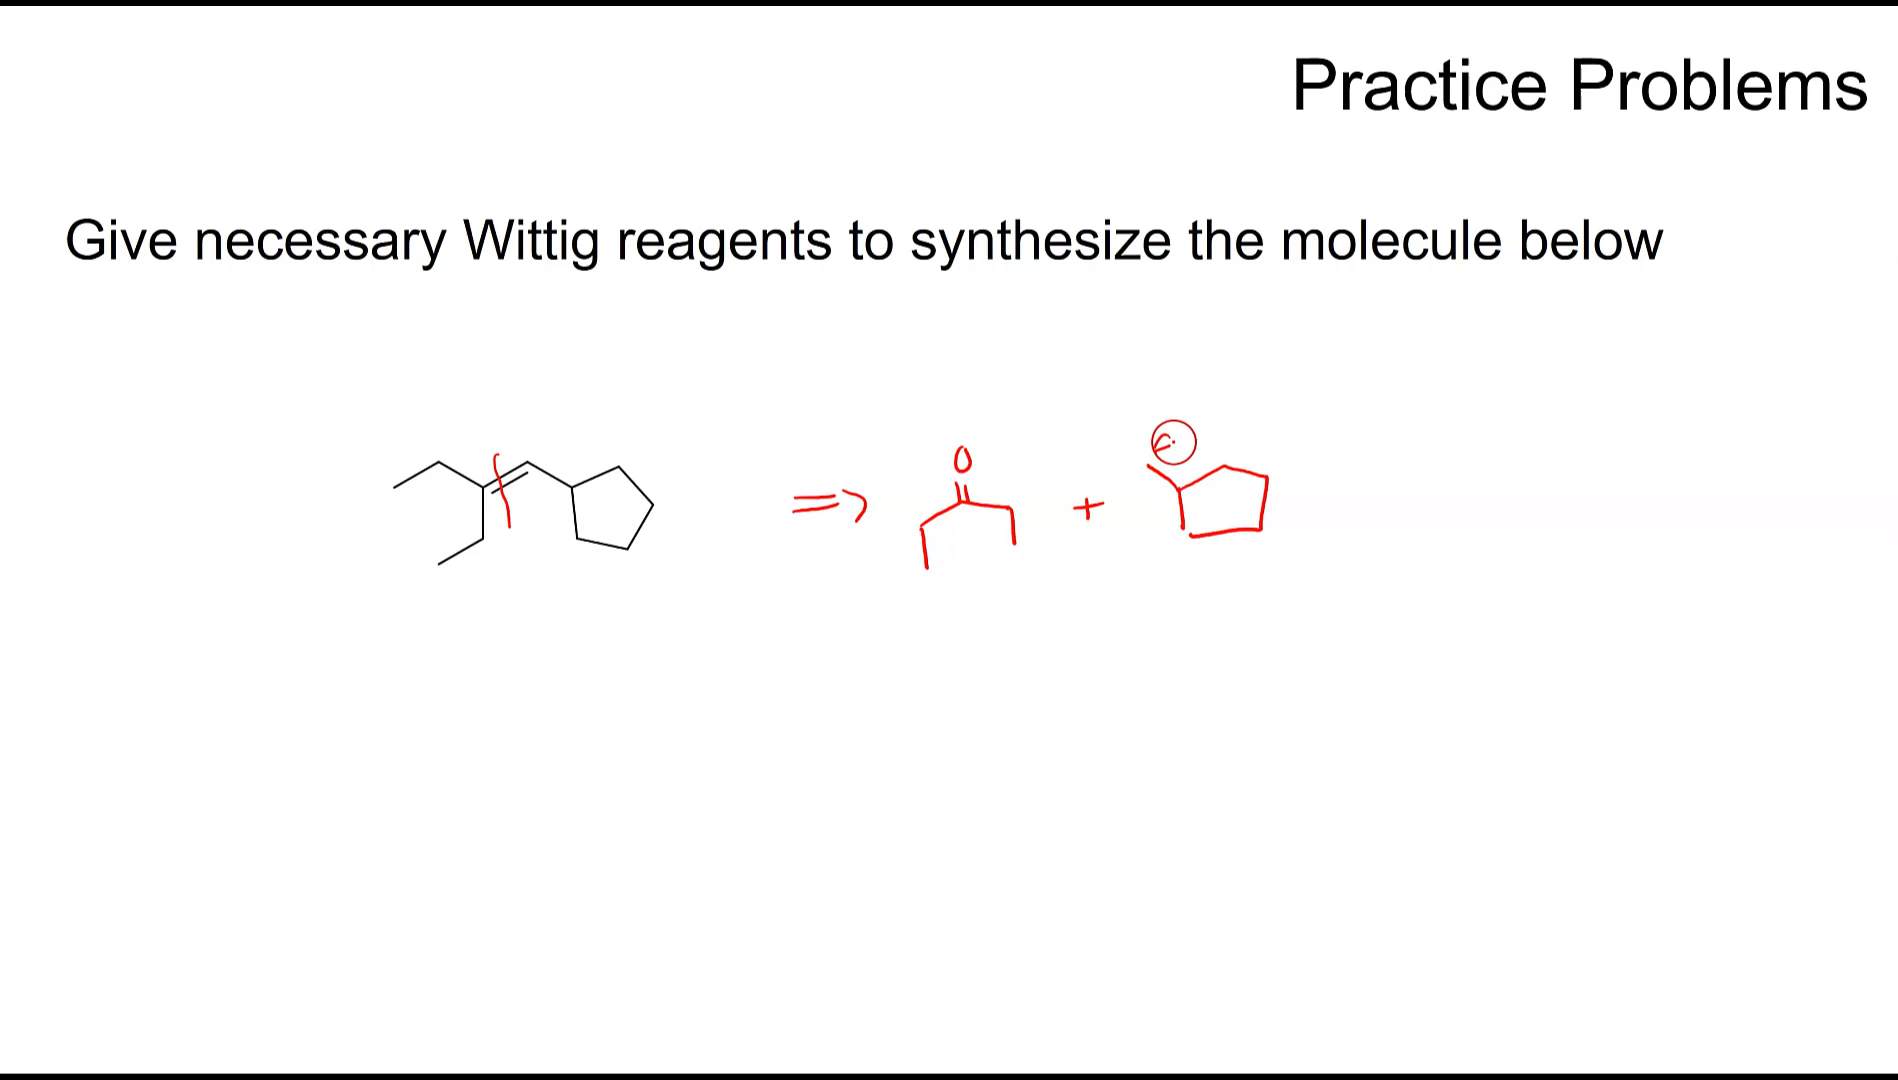 Practice Problems
Give necessary Wittig reagents to synthesize the molecule below
O
+